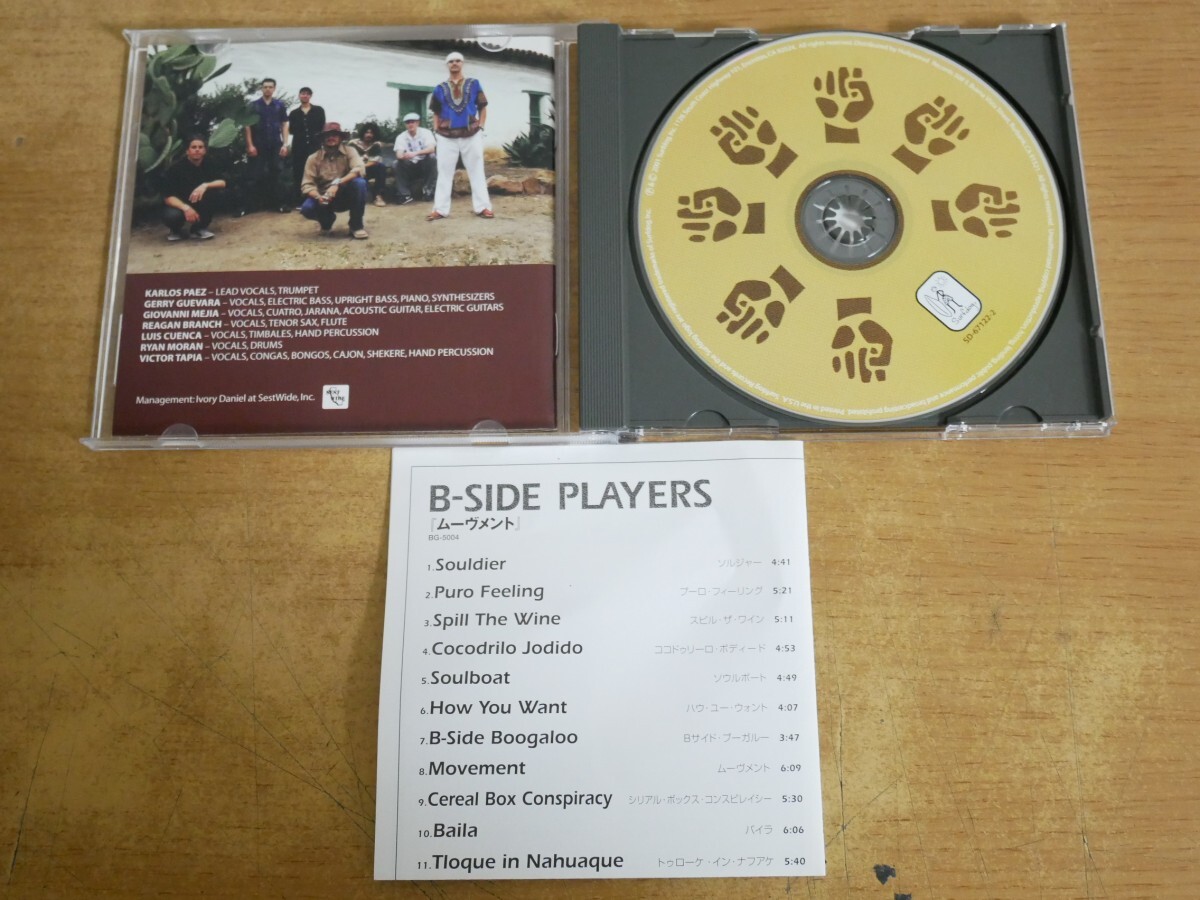 KARLOS PAEZ – LEAD VOCALS, TRUMPET
GERRY GUEVARA – VOCALS, ELECTRIC BASS, UPRIGHT BASS, PIANO, SYNTHESIZERS
GIOVANNI MEJIA – VOCALS, CUATRO, JARANA, ACOUSTIC GUITAR, ELECTRIC GUITARS
REAGAN BRANCH – VOCALS, TENOR SAX, FLUTE
LUIS CUENCA – VOCALS, TIMBALES, HAND PERCUSSION
RYAN MORAN – VOCALS, DRUMS
VICTOR TAPIA – VOCALS, CONGAS, BONGOS, CAJON, SHEKERE, HAND PERCUSSION
Management: Ivory Daniel at SestWide, Inc.
SD-67122-2
B-SIDE PLAYERS
『ムーヴメント』
BG-5004
1.Souldier ソルジャー 4:41
2.Puro Feeling プーロ・フィーリング 5:21
3.Spill The Wine スピル・ザ・ワイン 5:11
4.Cocodrilo Jodido ココドゥリーロ・ホディード 4:53
5.Soulboat ソウルボート 4:49
6.How You Want ハウ・ユー・ウォント 4:07
7.B-Side Boogaloo Bサイド・ブーガルー 3:47
8.Movement ムーヴメント 6:09
9.Cereal Box Conspiracy シリアル・ボックス・コンスピレイシー 5:30
10.Baila バイラ 6:06
11.Tloque in Nahuaque トゥローケ・イン・ナフアケ 5:40